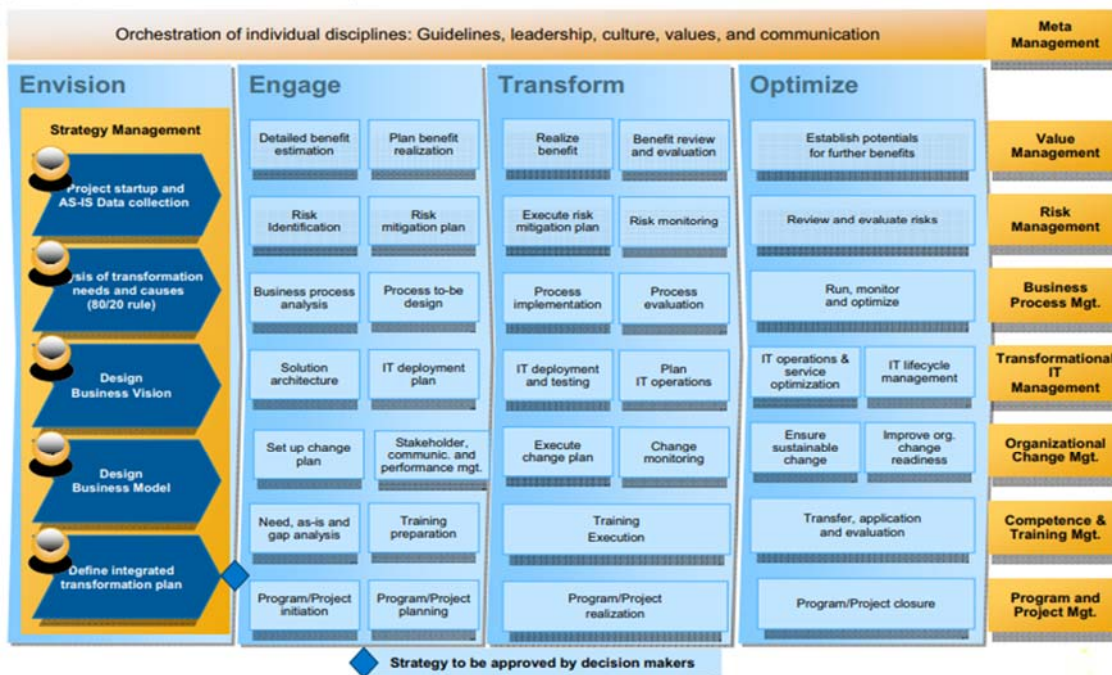 Orchestration of individual disciplines: Guidelines, leadership, culture, values, and communication
Meta
Management
Envision
Engage
Transform
Optimize
Strategy Management
Project startup and
AS-IS Data collection
ysis of transformation
needs and causes
(80/20 rule)
Design
Business Vision
Design
Business Model
Define integrated
transformation plan
Detailed benefit
estimation
Plan benefit
realization
Realize
benefit
Benefit review
and evaluation
Establish potentials
for further benefits
Value
Management
Risk
Identification
Risk
mitigation plan
Execute risk
mitigation plan
Risk monitoring
Review and evaluate risks
Risk
Management
Business process
analysis
Process to-be
design
Process
implementation
Process
evaluation
Run, monitor
and optimize
Business
Process Mgt.
Solution
architecture
IT deployment
plan
IT deployment
and testing
Plan
IT operations
IT operations &
service
optimization
IT lifecycle
management
Transformational
IT
Management
Set up change
plan
Stakeholder,
communic. and
performance mgt.
Execute
change plan
Change
monitoring
Ensure
sustainable
change
Improve org.
change
readiness
Organizational
Change Mgt.
Need, as-is and
gap analysis
Training
preparation
Training
Execution
Transfer, application
and evaluation
Competence &
Training Mgt.
Program/Project
initiation
Program/Project
planning
Program/Project
realization
Program/Project closure
Program and
Project Mgt.
Strategy to be approved by decision makers